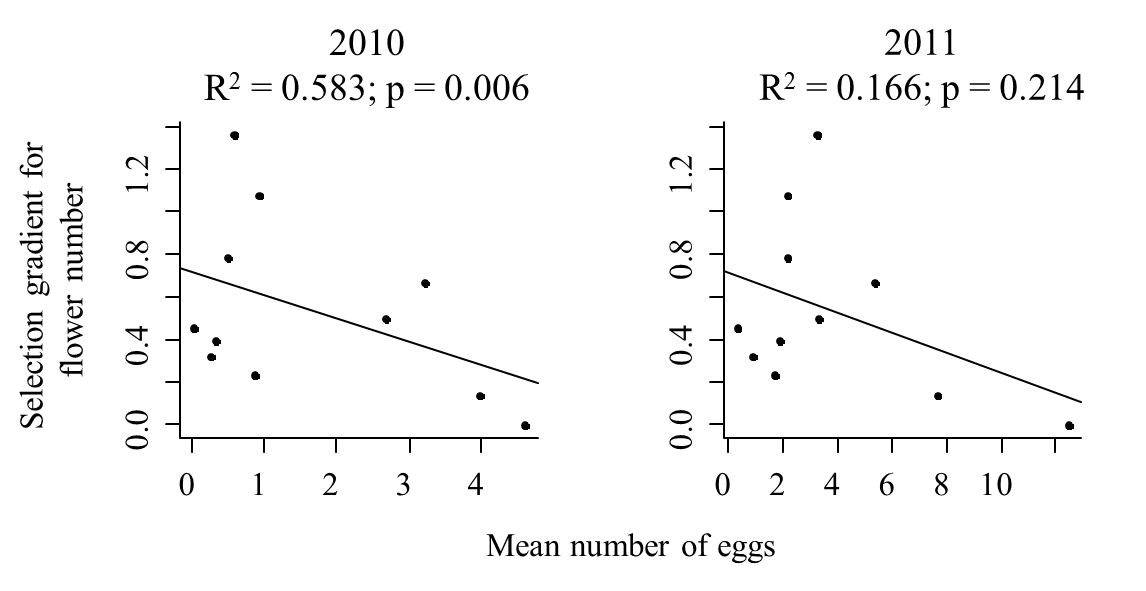 2010
R² = 0.583; p = 0.006
2011
R² = 0.166; p = 0.214
Selection gradient for
flower number
1.2
0.8
0.4
0.0
0 1 2 3 4
1.2
0.8
0.4
0.0
0 2 4 6 8 10
Mean number of eggs